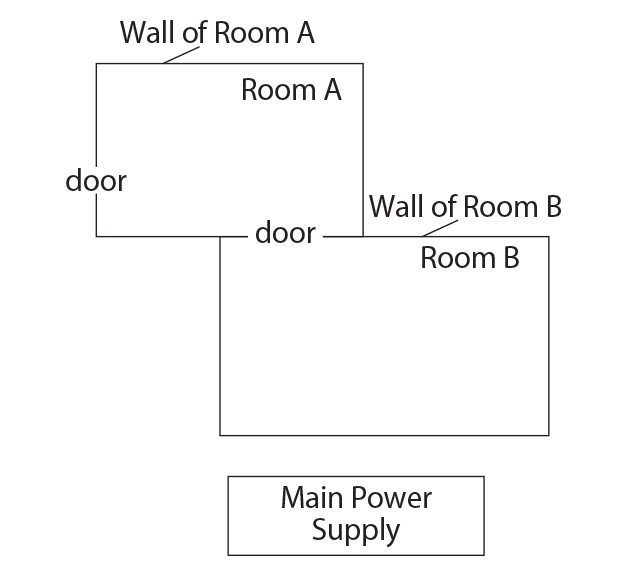 Wall of Room A
Room A
door
Wall of Room B
door
Room B
Main Power
Supply